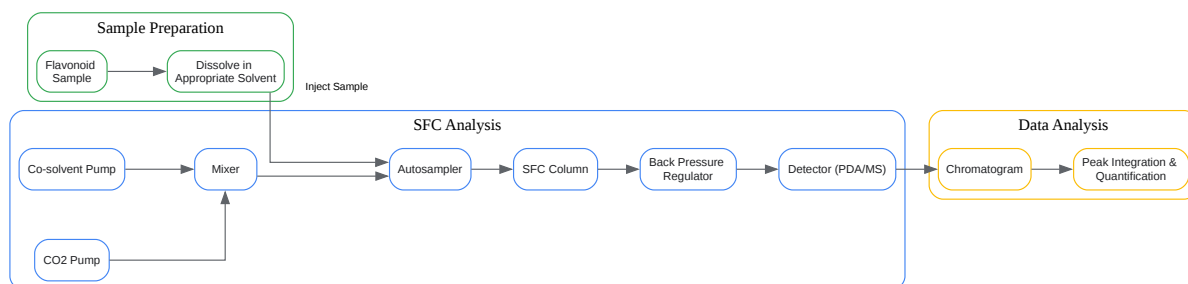 Sample Preparation
Flavonoid
Sample
Dissolve in
Appropriate Solvent
Inject Sample
SFC Analysis
Co-solvent Pump
Mixer
CO2 Pump
Autosampler
SFC Column
Back Pressure
Regulator
Detector (PDA/MS)
Data Analysis
Chromatogram
Peak Integration &
Quantification